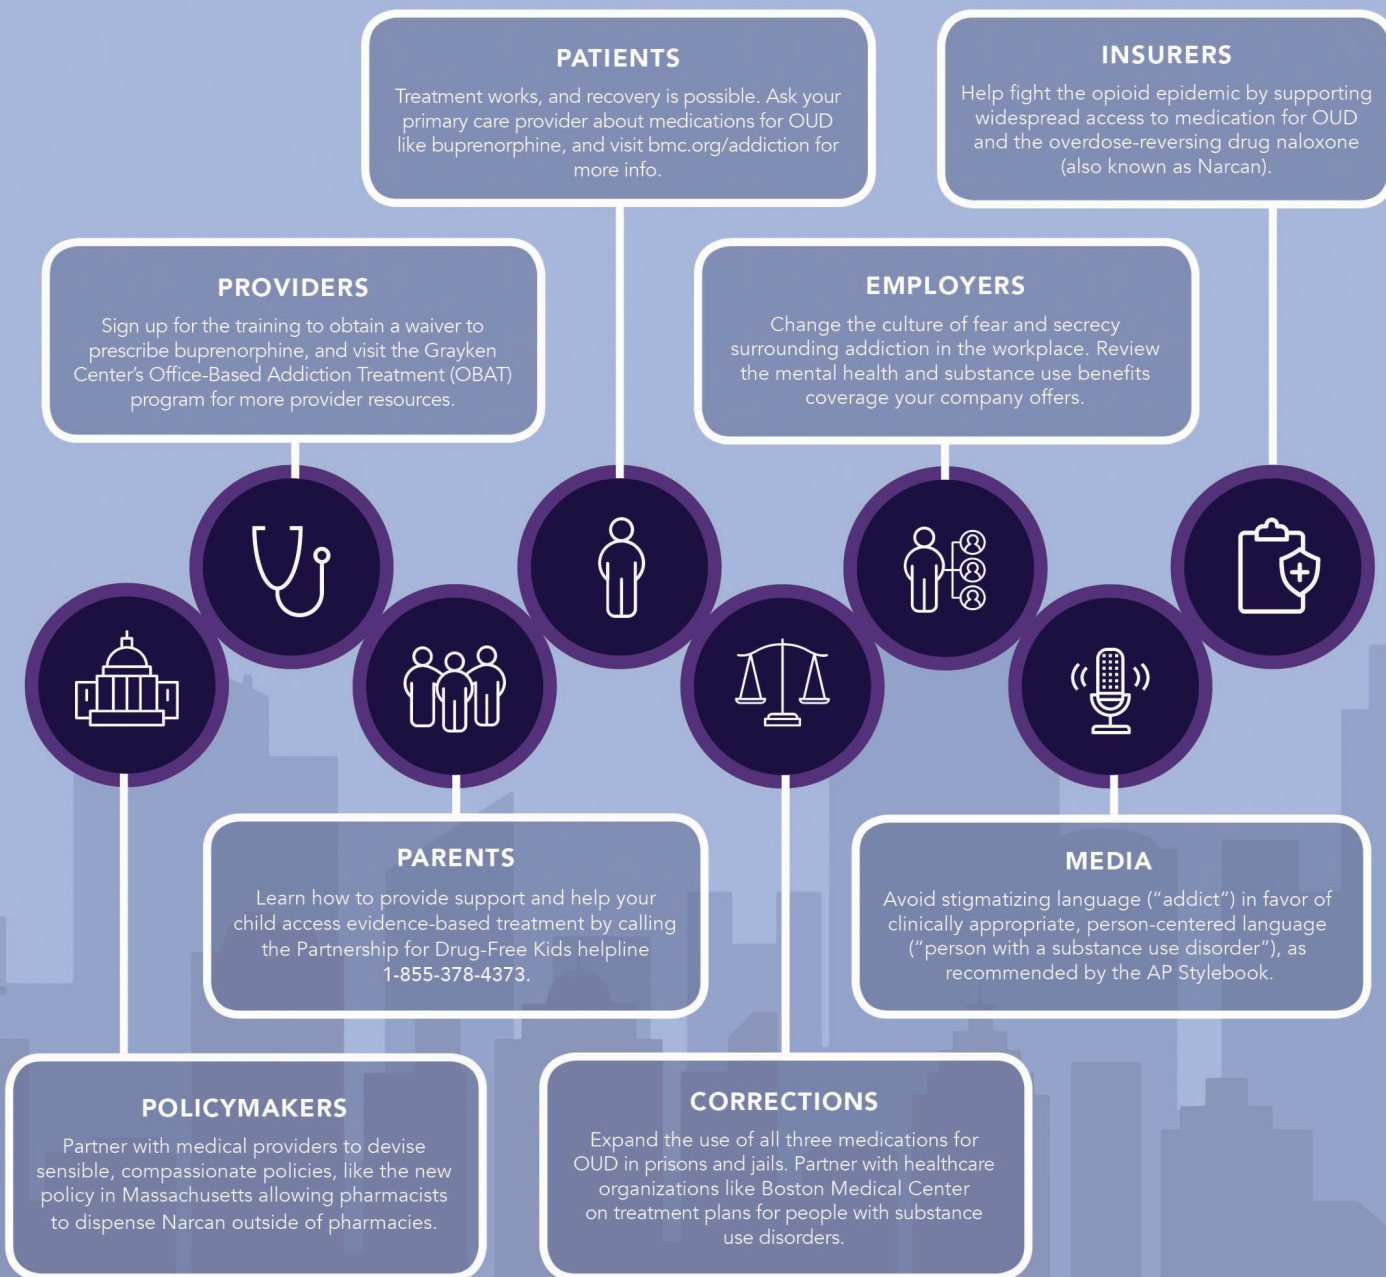 PATIENTS
Treatment works, and recovery is possible. Ask your
primary care provider about medications for OUD
like buprenorphine, and visit bmc.org/addiction for
more info.
INSURERS
Help fight the opioid epidemic by supporting
widespread access to medication for OUD
and the overdose-reversing drug naloxone
(also known as Narcan).
PROVIDERS
Sign up for the training to obtain a waiver to
prescribe buprenorphine, and visit the Grayken
Center's Office-Based Addiction Treatment (OBAT)
program for more provider resources.
EMPLOYERS
Change the culture of fear and secrecy
surrounding addiction in the workplace. Review
the mental health and substance use benefits
coverage your company offers.
PARENTS
Learn how to provide support and help your
child access evidence-based treatment by calling
the Partnership for Drug-Free Kids helpline
1-855-378-4373.
MEDIA
Avoid stigmatizing language (“addict”) in favor of
clinically appropriate, person-centered language
(“person with a substance use disorder”), as
recommended by the AP Stylebook.
POLICYMAKERS
Partner with medical providers to devise
sensible, compassionate policies, like the new
policy in Massachusetts allowing pharmacists
to dispense Narcan outside of pharmacies.
CORRECTIONS
Expand the use of all three medications for
OUD in prisons and jails. Partner with healthcare
organizations like Boston Medical Center
on treatment plans for people with substance
use disorders.